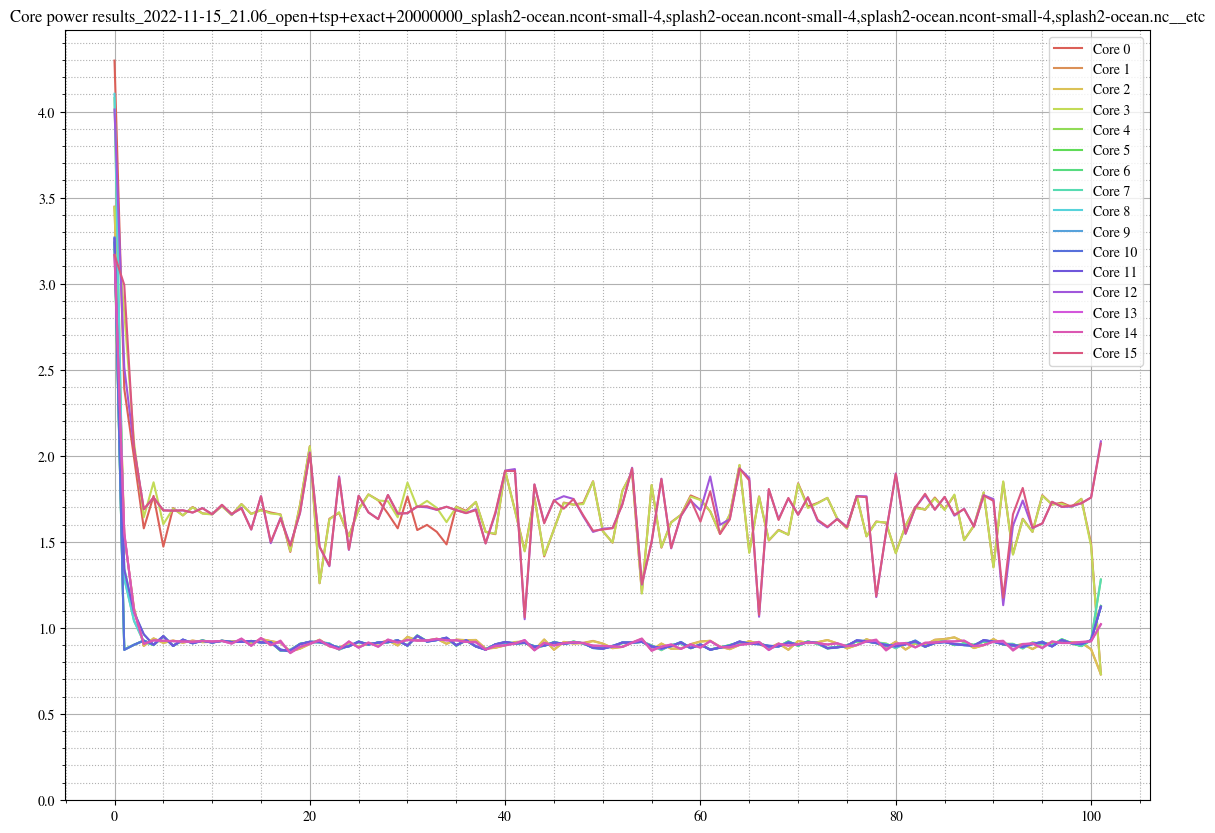 Core power results_2022-11-15_21.06_open+tsp+exact+20000000_splash2-ocean.ncont-small-4,splash2-ocean.ncont-small-4,splash2-ocean.ncont-small-4,splash2-ocean.nc__etc
Core 0
Core 1
Core 2
Core 3
Core 4
Core 5
Core 6
Core 7
Core 8
Core 9
Core 10
Core 11
Core 12
Core 13
Core 14
Core 15
4.0
3.5
3.0
2.5
2.0
1.5
1.0
0.5
0.0
0 20 40 60 80 100